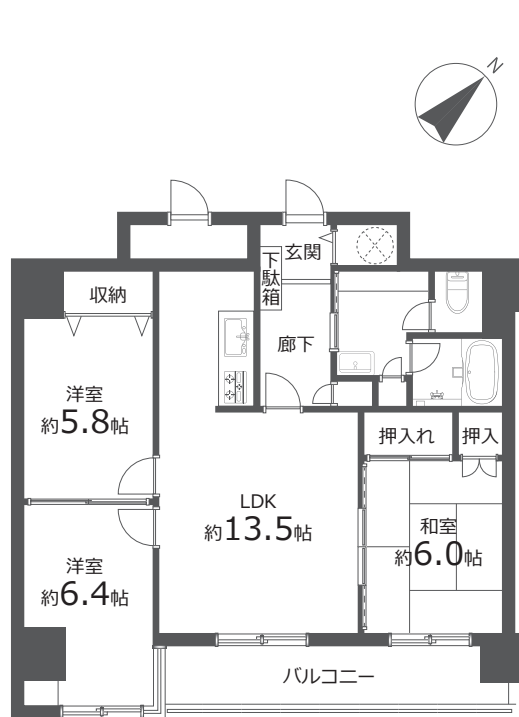 N
玄関
下駄箱
収納
廊下
洋室
約5.8帖
押入れ
押入
LDK
約13.5帖
和室
約6.0帖
洋室
約6.4帖
バルコニー